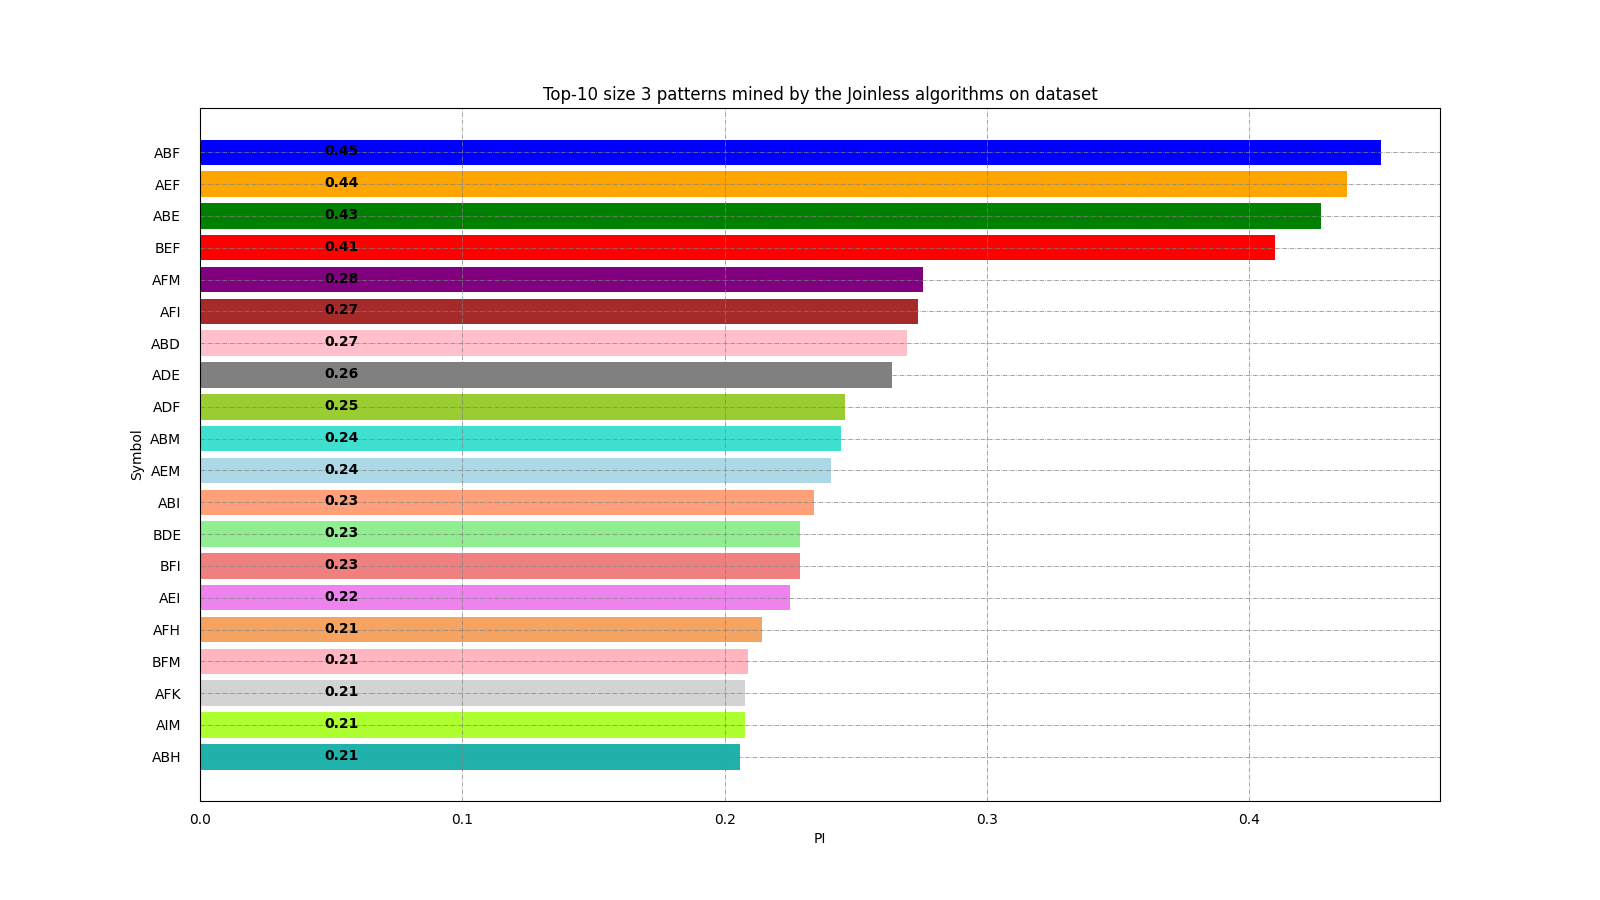 Top-10 size 3 patterns mined by the Joinless algorithms on dataset
ABF 0.45
AEF 0.44
ABE 0.43
BEF 0.41
AFM 0.28
AFI 0.27
ABD 0.27
ADE 0.26
ADF 0.25
ABM 0.24
Symbol
AEM 0.24
ABI 0.23
BDE 0.23
BFI 0.23
AEI 0.22
AFH 0.21
BFM 0.21
AFK 0.21
AIM 0.21
ABH 0.21
0.0 0.1 0.2 0.3 0.4
PI